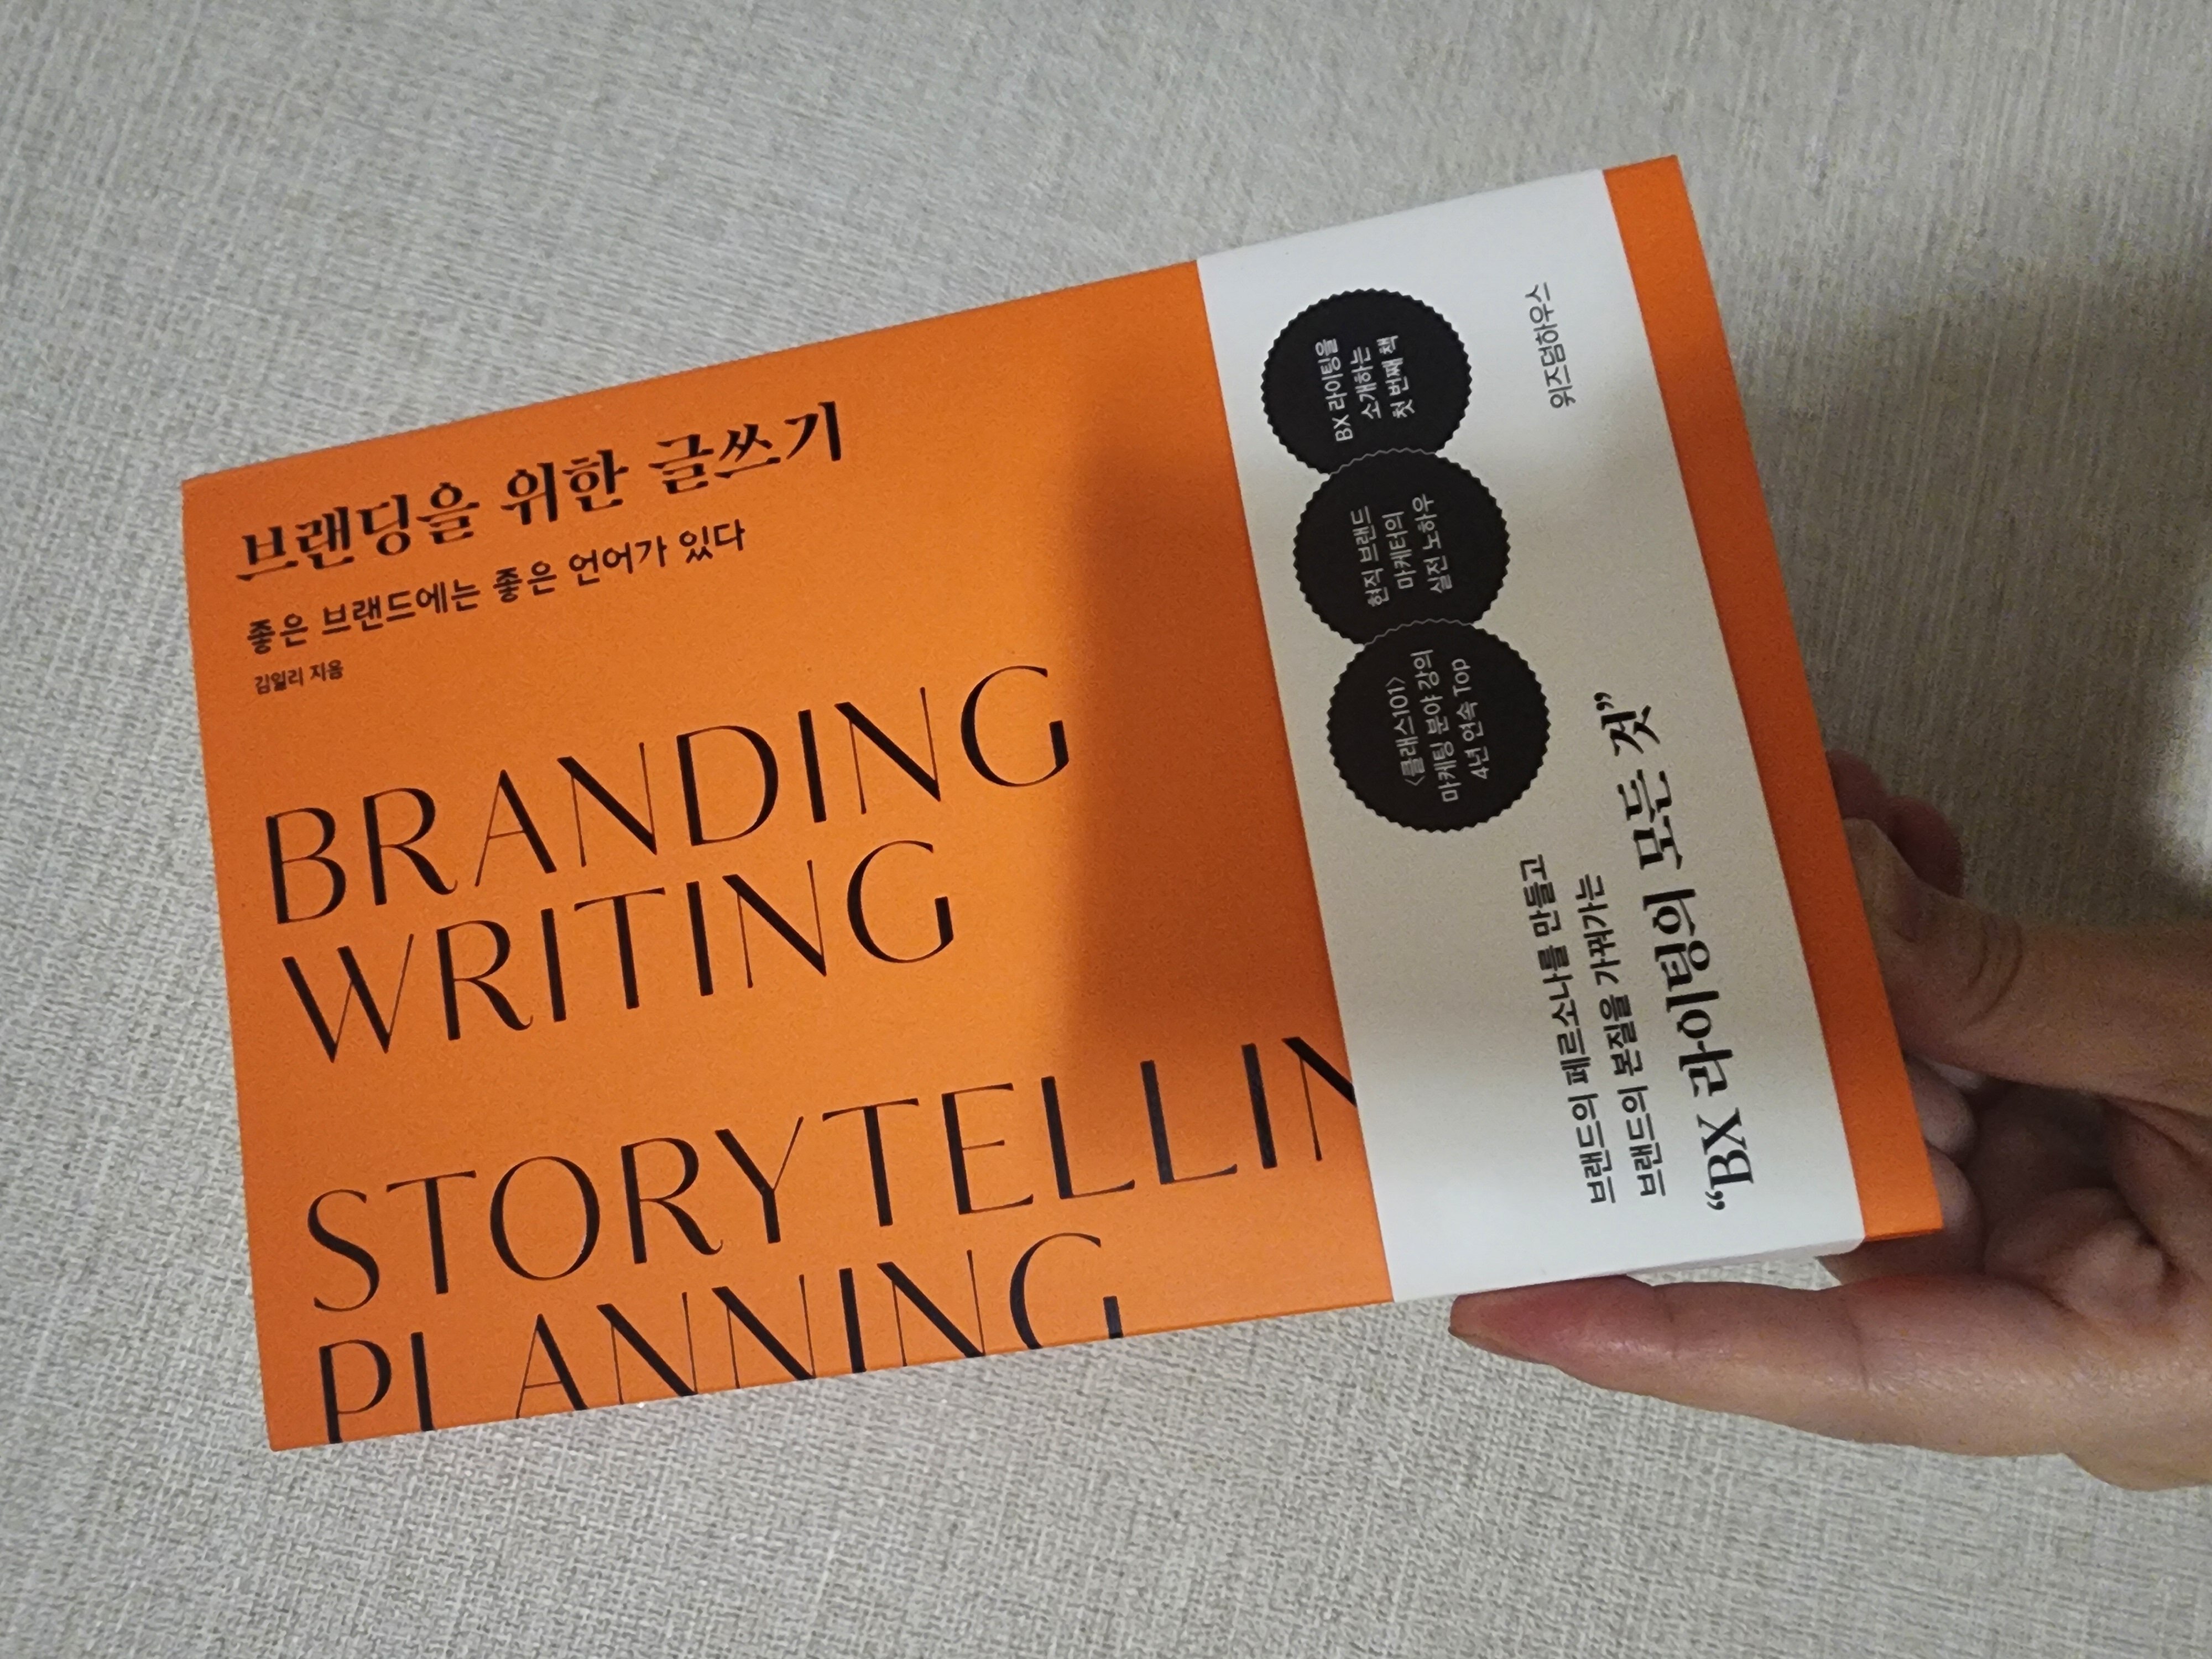 브랜딩을 위한 글쓰기
좋은 브랜드에는 좋은 언어가 있다
김일리 지음
BRANDING
WRITING
STORYTELLIN
PLANNING
〈클래스101〉
마케팅 분야 강의
4년 연속 Top
현직 브랜드
마케터의
실전 노하우
BX 라이팅을
소개하는
첫 번째 책
브랜드의 페르소나를 만들고
브랜드의 본질을 가꿔가는
“BX 라이팅의 모든 것”
위즈덤하우스